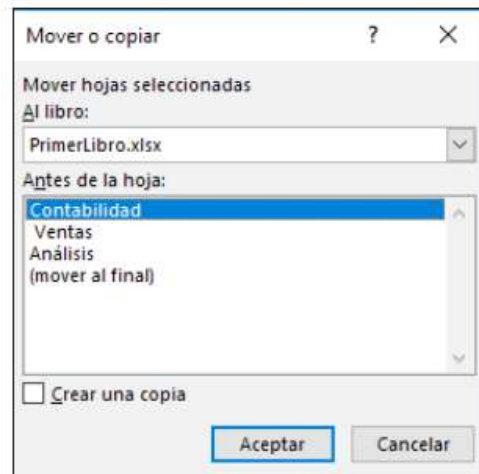 Mover o copiar ? ×
Mover hojas seleccionadas
Al libro:
PrimerLibro.xlsx
Antes de la hoja:
Contabilidad
Ventas
Análisis
(mover al final)
Crear una copia
Aceptar Cancelar